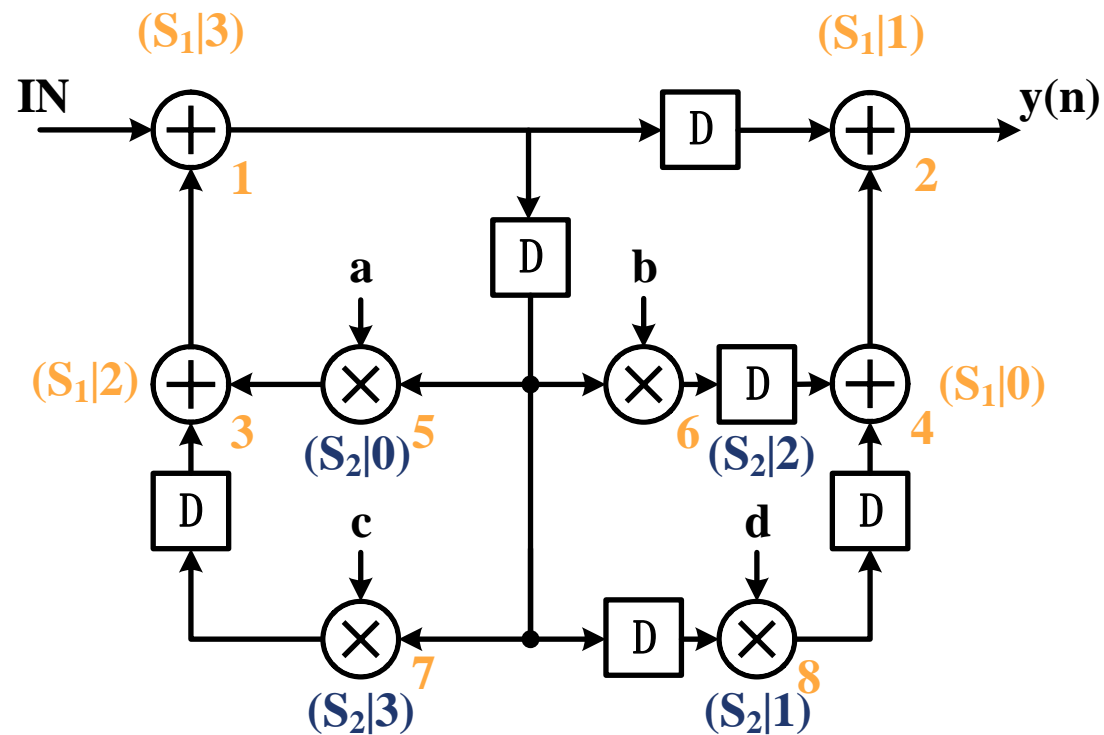 (S₁|3) (S₁|1)
IN D y(n)
1 2
D
a b
(S₁|2) D (S₁|0)
3 5 6 4
(S₂|0) (S₂|2)
D c d D
D
7 8
(S₂|3) (S₂|1)